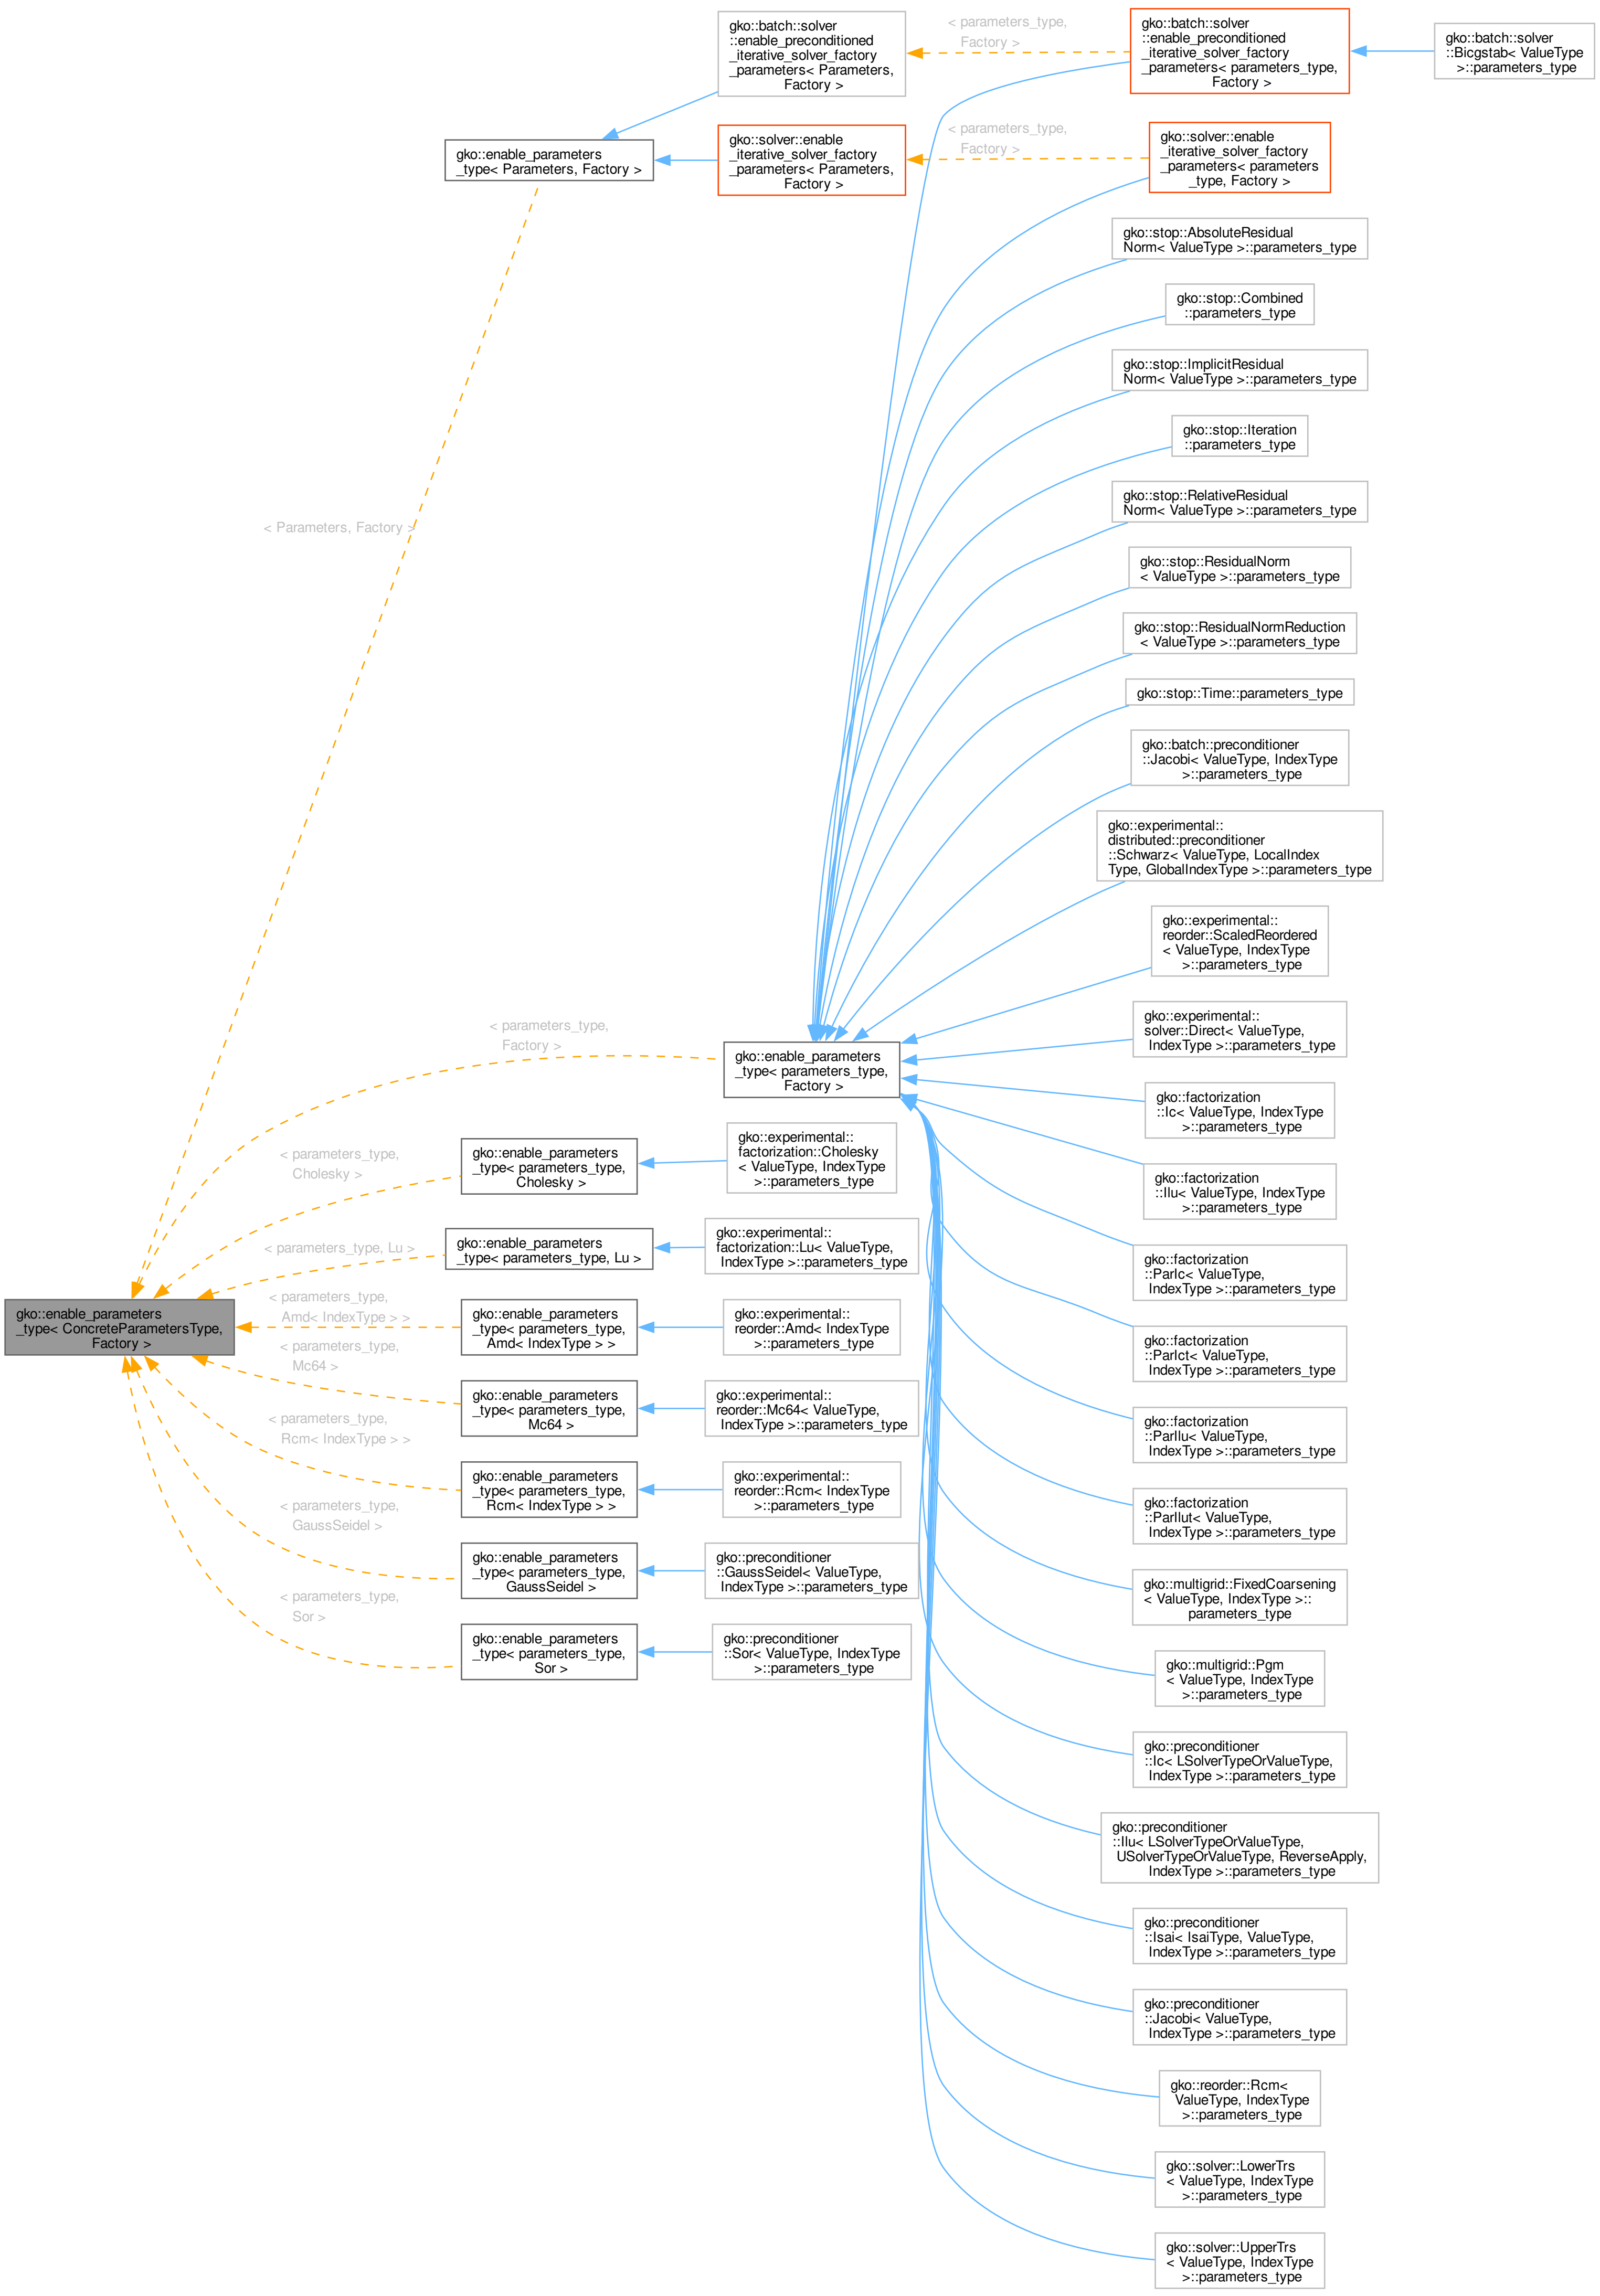 gko::batch::solver
::enable_preconditioned
_iterative_solver_factory
_parameters< Parameters,
Factory >
< parameters_type,
Factory >
gko::batch::solver
::enable_preconditioned
_iterative_solver_factory
_parameters< parameters_type,
Factory >
gko::batch::solver
::Bicgstab< ValueType
>::parameters_type
gko::enable_parameters
_type< Parameters, Factory >
gko::solver::enable
_iterative_solver_factory
_parameters< Parameters,
Factory >
< parameters_type,
Factory >
gko::solver::enable
_iterative_solver_factory
_parameters< parameters
_type, Factory >
gko::stop::AbsoluteResidual
Norm< ValueType >::parameters_type
gko::stop::Combined
::parameters_type
gko::stop::ImplicitResidual
Norm< ValueType >::parameters_type
gko::stop::Iteration
::parameters_type
gko::stop::RelativeResidual
Norm< ValueType >::parameters_type
< Parameters, Factory >
gko::stop::ResidualNorm
< ValueType >::parameters_type
gko::stop::ResidualNormReduction
< ValueType >::parameters_type
gko::stop::Time::parameters_type
gko::batch::preconditioner
::Jacobi< ValueType, IndexType
>::parameters_type
gko::experimental::
distributed::preconditioner
::Schwarz< ValueType, LocalIndex
Type, GlobalIndexType >::parameters_type
gko::experimental::
reorder::ScaledReordered
< ValueType, IndexType
>::parameters_type
gko::experimental::
solver::Direct< ValueType,
IndexType >::parameters_type
< parameters_type,
Factory >
gko::enable_parameters
_type< parameters_type,
Factory >
gko::factorization
::Ic< ValueType, IndexType
>::parameters_type
gko::factorization
::Ilu< ValueType, IndexType
>::parameters_type
< parameters_type,
Cholesky >
gko::enable_parameters
_type< parameters_type,
Cholesky >
gko::experimental::
factorization::Cholesky
< ValueType, IndexType
>::parameters_type
< parameters_type, Lu >
gko::enable_parameters
_type< parameters_type, Lu >
gko::experimental::
factorization::Lu< ValueType,
IndexType >::parameters_type
gko::factorization
::ParIc< ValueType,
IndexType >::parameters_type
gko::enable_parameters
_type< ConcreteParametersType,
Factory >
< parameters_type,
Amd< IndexType > >
gko::enable_parameters
_type< parameters_type,
Amd< IndexType > >
gko::experimental::
reorder::Amd< IndexType
>::parameters_type
gko::factorization
::ParIct< ValueType,
IndexType >::parameters_type
< parameters_type,
Mc64 >
gko::enable_parameters
_type< parameters_type,
Mc64 >
gko::experimental::
reorder::Mc64< ValueType,
IndexType >::parameters_type
gko::factorization
::ParIlu< ValueType,
IndexType >::parameters_type
< parameters_type,
Rcm< IndexType > >
gko::enable_parameters
_type< parameters_type,
Rcm< IndexType > >
gko::experimental::
reorder::Rcm< IndexType
>::parameters_type
gko::factorization
::ParIlut< ValueType,
IndexType >::parameters_type
< parameters_type,
GaussSeidel >
gko::enable_parameters
_type< parameters_type,
GaussSeidel >
gko::preconditioner
::GaussSeidel< ValueType,
IndexType >::parameters_type
gko::multigrid::FixedCoarsening
< ValueType, IndexType >::
parameters_type
< parameters_type,
Sor >
gko::enable_parameters
_type< parameters_type,
Sor >
gko::preconditioner
::Sor< ValueType, IndexType
>::parameters_type
gko::multigrid::Pgm
< ValueType, IndexType
>::parameters_type
gko::preconditioner
::Ic< LSolverTypeOrValueType,
IndexType >::parameters_type
gko::preconditioner
::Ilu< LSolverTypeOrValueType,
USolverTypeOrValueType, ReverseApply,
IndexType >::parameters_type
gko::preconditioner
::Isai< IsaiType, ValueType,
IndexType >::parameters_type
gko::preconditioner
::Jacobi< ValueType,
IndexType >::parameters_type
gko::reorder::Rcm<
ValueType, IndexType
>::parameters_type
gko::solver::LowerTrs
< ValueType, IndexType
>::parameters_type
gko::solver::UpperTrs
< ValueType, IndexType
>::parameters_type